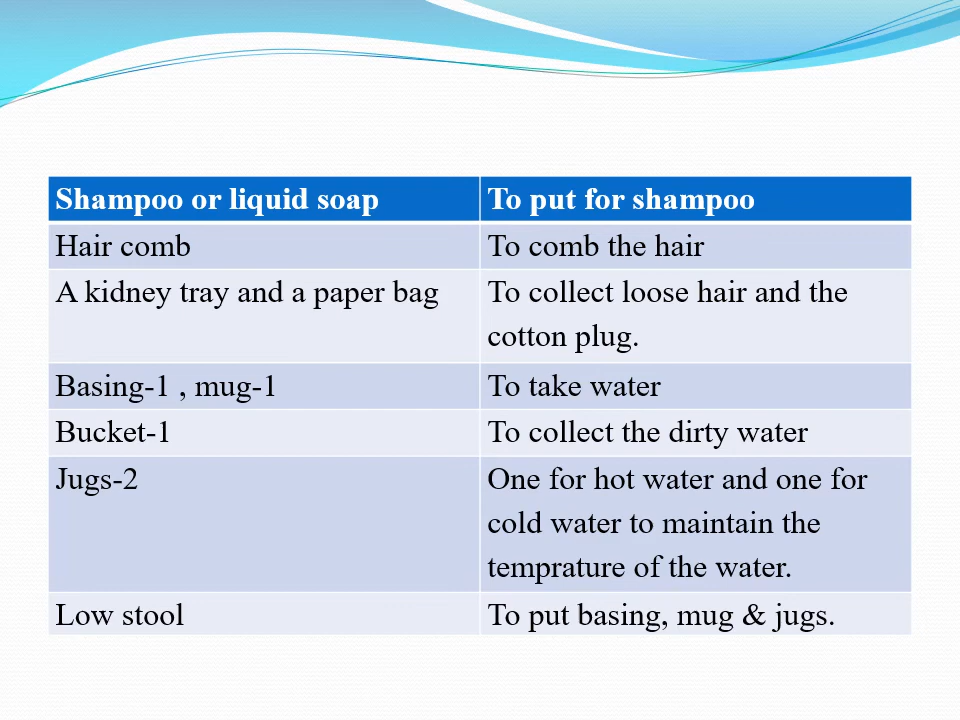 Shampoo or liquid soap To put for shampoo
Hair comb To comb the hair
A kidney tray and a paper bag To collect loose hair and the
cotton plug.
Basing-1 , mug-1 To take water
Bucket-1 To collect the dirty water
Jugs-2 One for hot water and one for
cold water to maintain the
temprature of the water.
Low stool To put basing, mug & jugs.